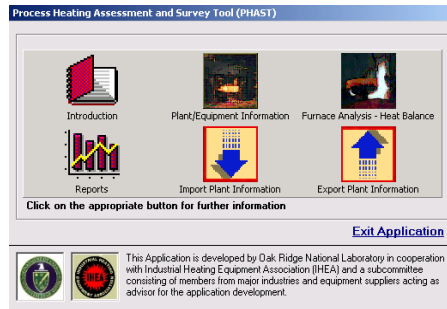 Process Heating Assessment and Survey Tool (PHAST)
Introduction
Plant/Equipment Information
Furnace Analysis - Heat Balance
Reports
Import Plant Information
Export Plant Information
Click on the appropriate button for further information
Exit Application
This Application is developed by Oak Ridge National Laboratory in cooperation
with Industrial Heating Equipment Association (IHEA) and a subcommittee
consisting of members from major industries and equipment suppliers acting as
advisor for the application development.
IHEA